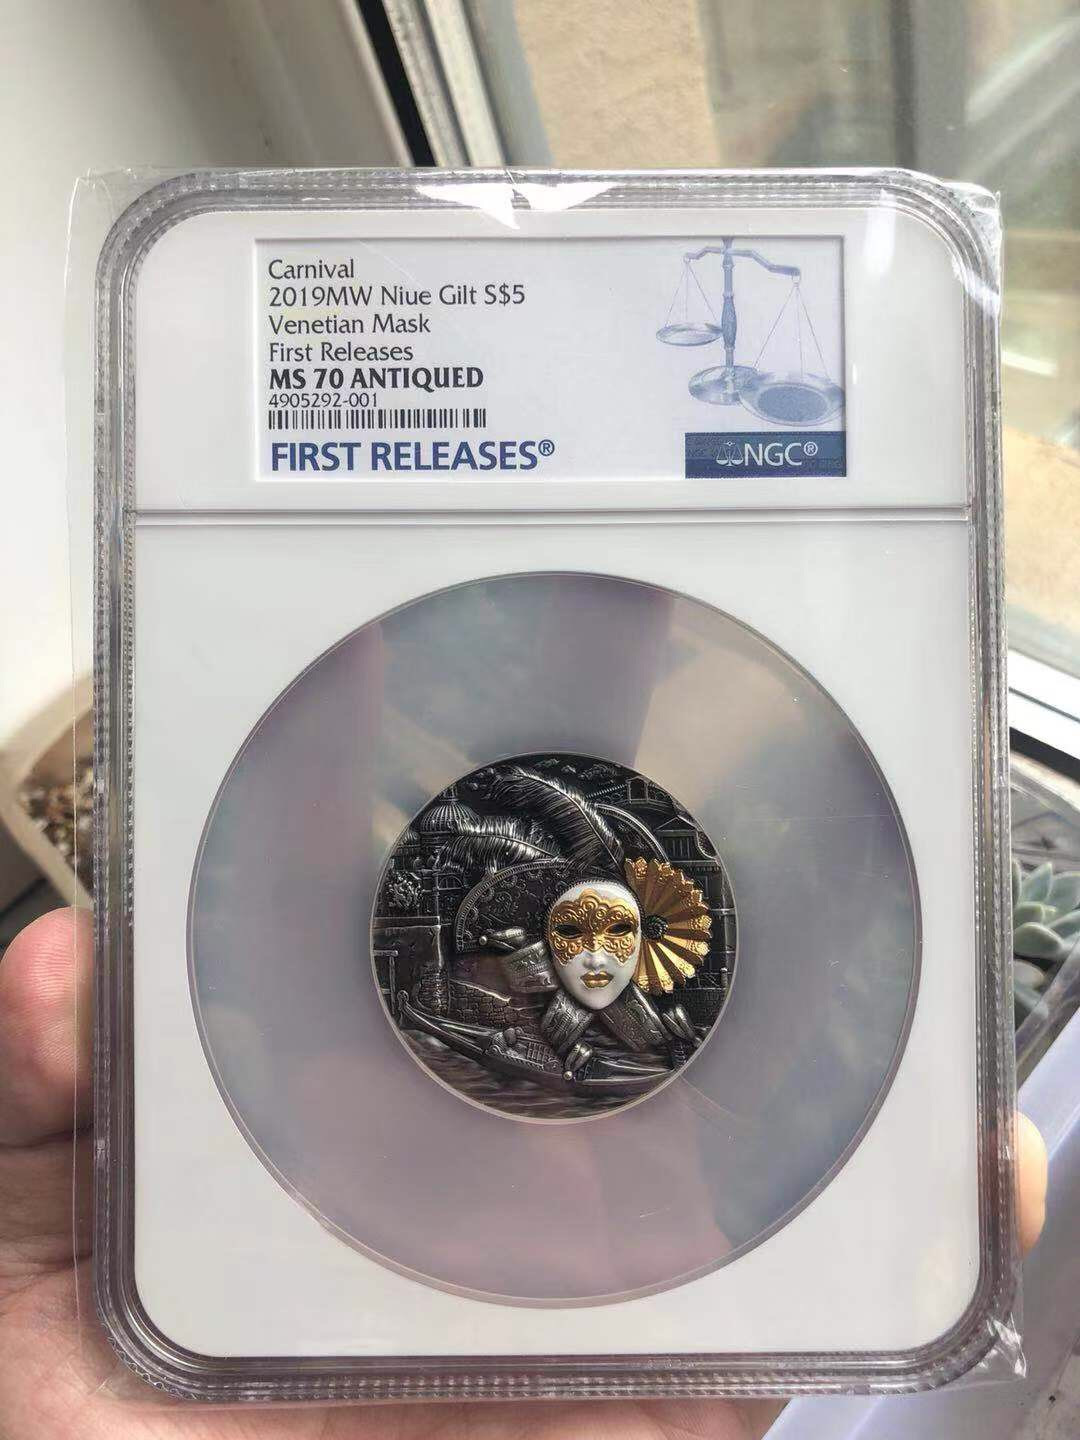 Carnival
2019MW Niue Gilt S$5
Venetian Mask
First Releases
MS 70 ANTIQUED
4905292-001
FIRST RELEASES®
NGC®